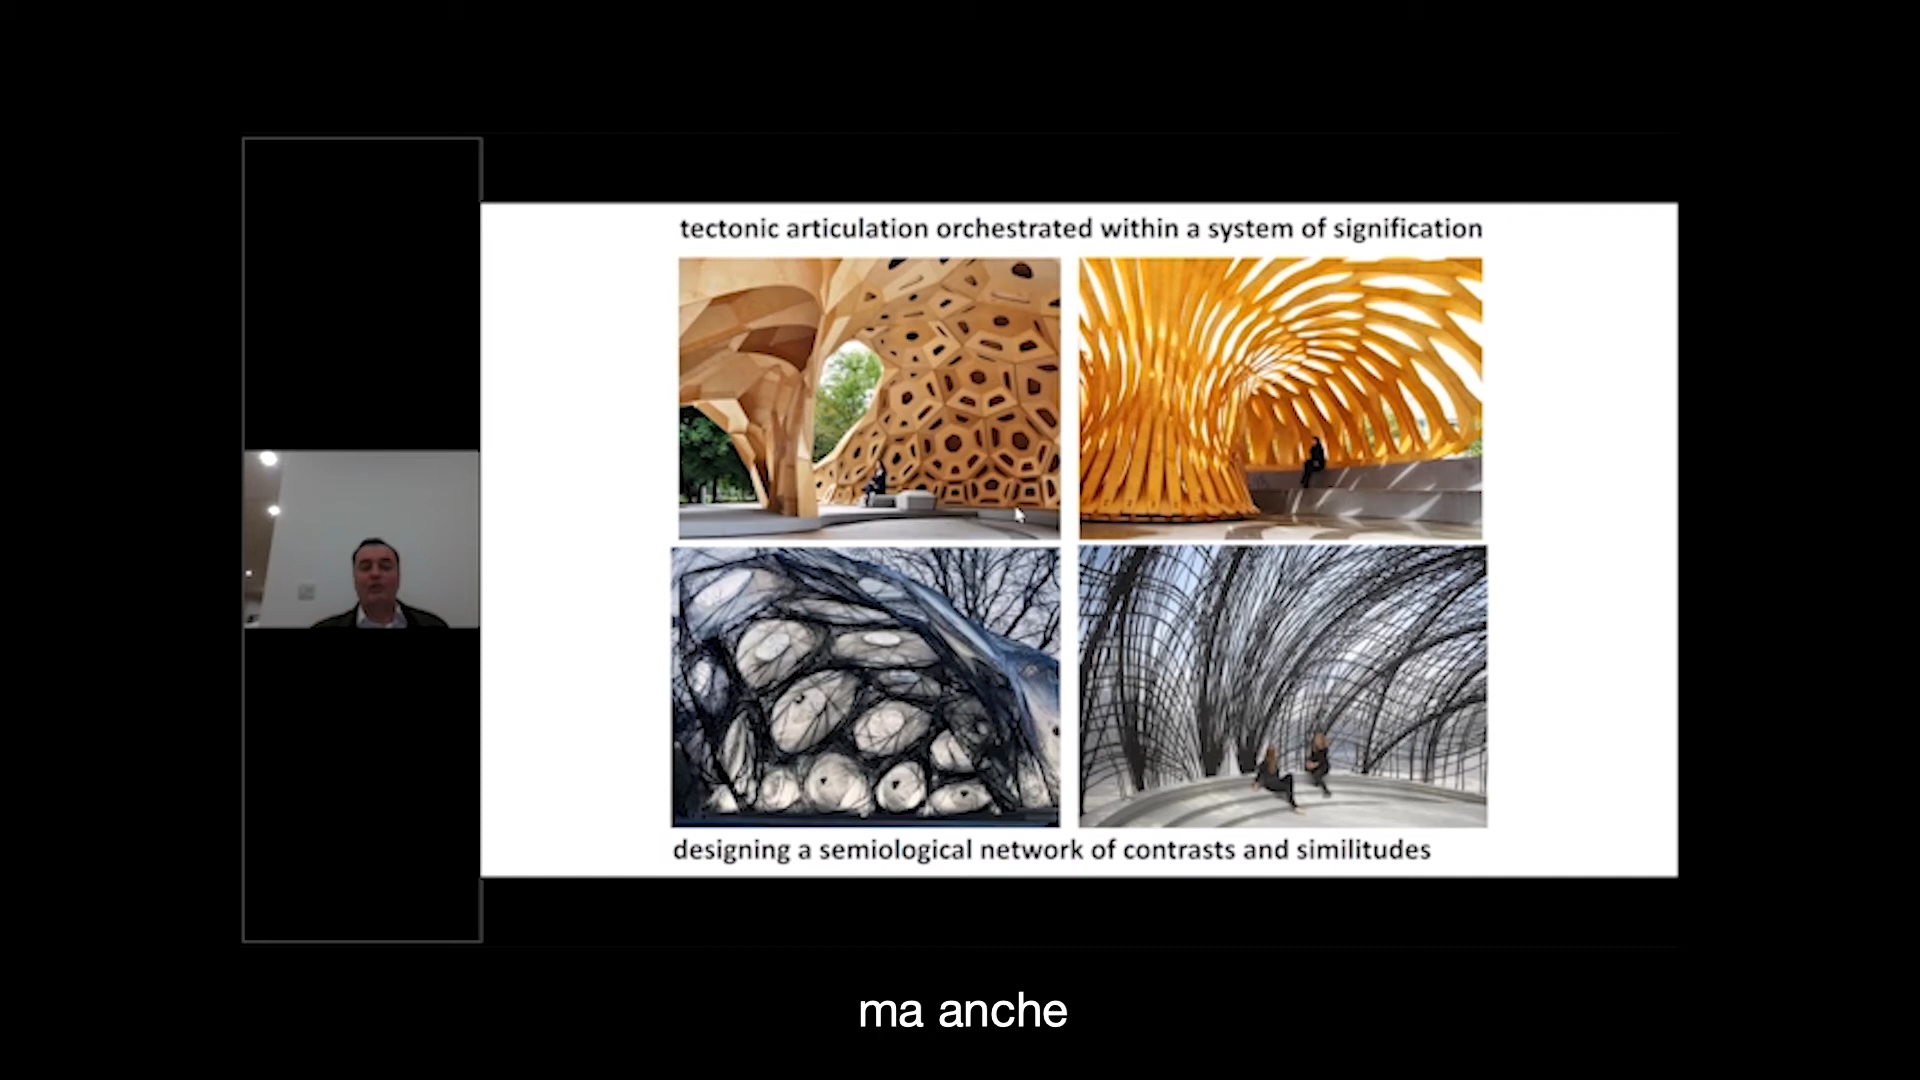 tectonic articulation orchestrated within a system of signification
designing a semiological network of contrasts and similitudes
ma anche